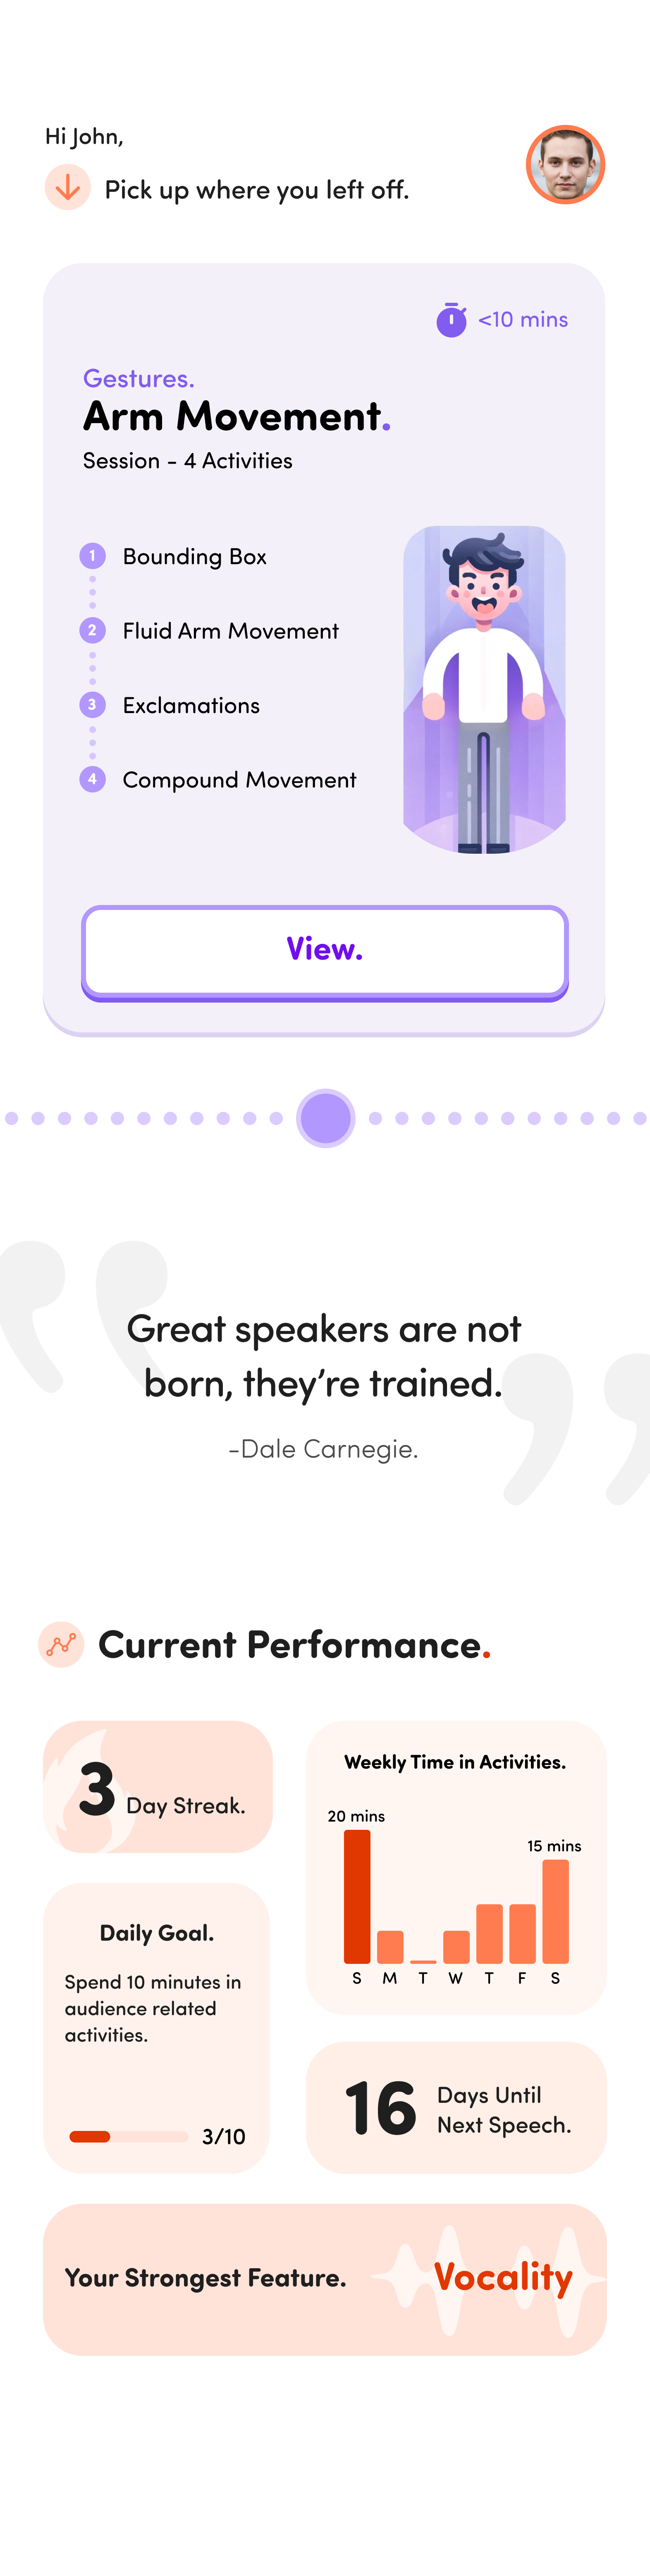 Hi John,
Pick up where you left off.
<10 mins
Gestures.
Arm Movement.
Session - 4 Activities
1 Bounding Box
2 Fluid Arm Movement
3 Exclamations
4 Compound Movement
View.
Great speakers are not
born, they’re trained.
-Dale Carnegie.
Current Performance.
3 Day Streak.
Weekly Time in Activities.
20 mins
15 mins
S M T W T F S
Daily Goal.
Spend 10 minutes in
audience related
activities.
3/10
16 Days Until
Next Speech.
Your Strongest Feature.
Vocality